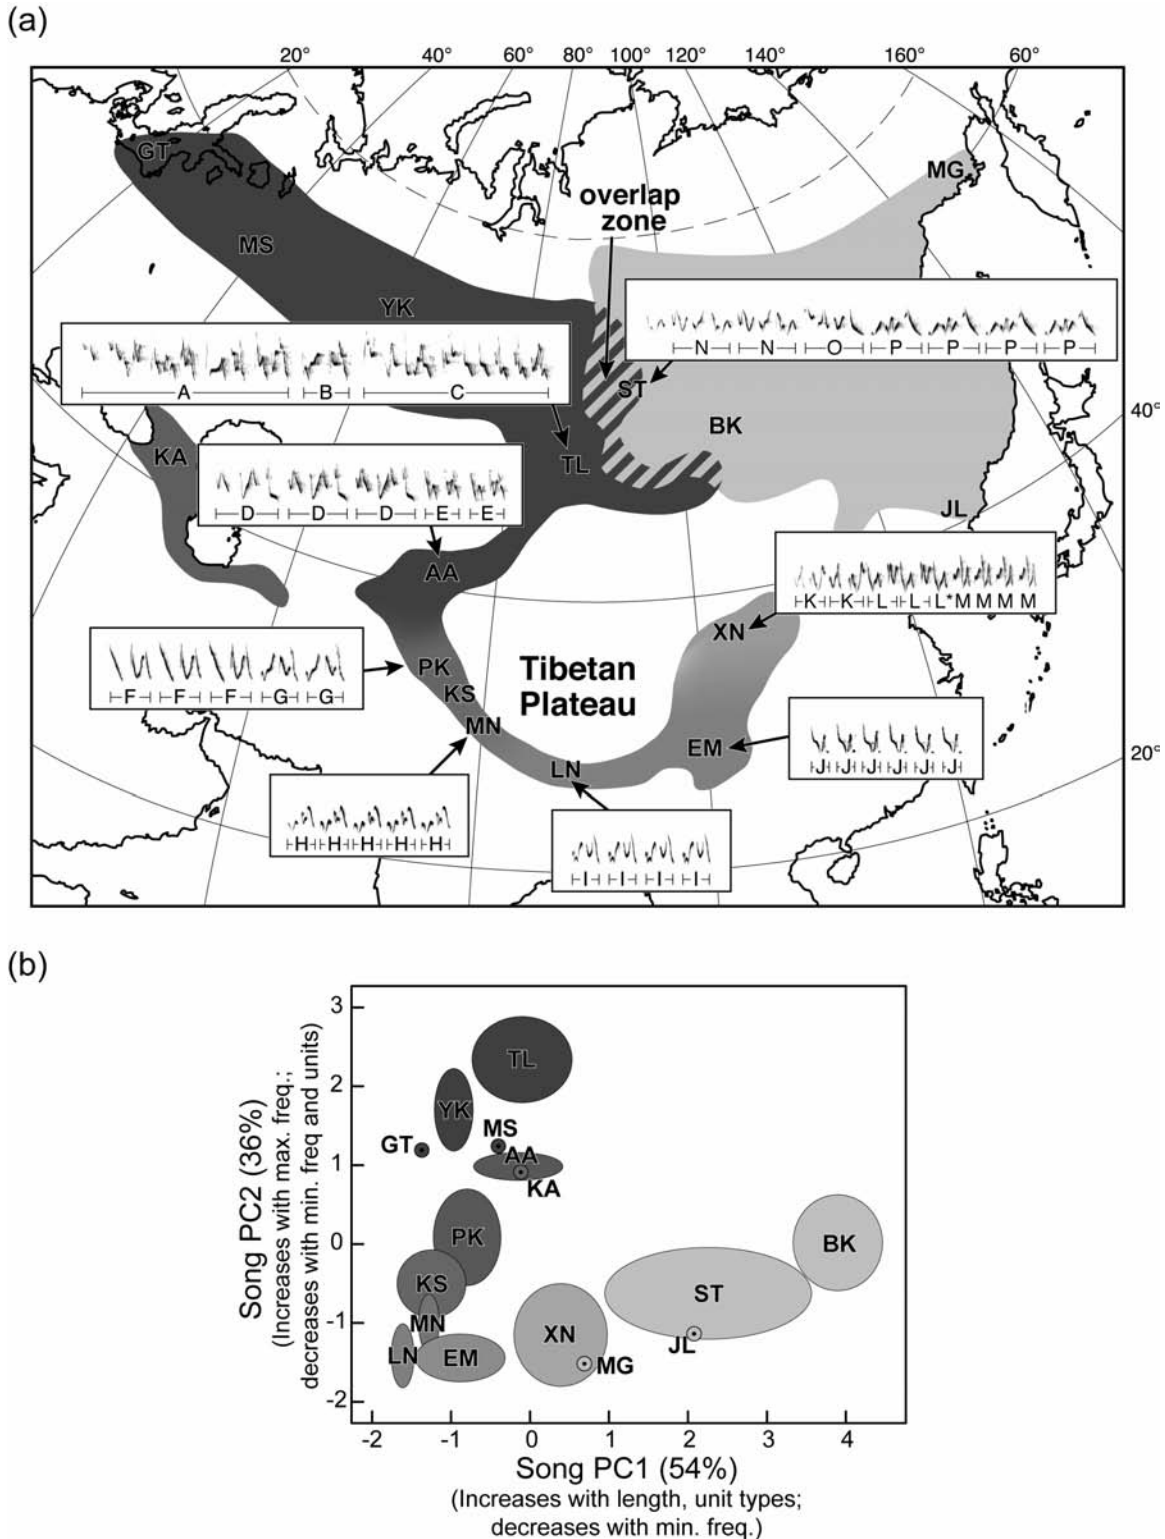 (a)
20° 40° 60° 80° 100° 120° 140° 160° 60°
GT
MG
overlap
zone
MS
YK
N N O P P P P
A B C
ST
40°
BK
KA
TL
D D D E E
JL
AA
K K L L L* M M M M
XN
Tibetan
Plateau
PK
F F F G G
KS
MN
EM
J J J J J J
20°
LN
H H H H H
I I I I
(b)
Song PC2 (36%)
(Increases with max. freq.;
decreases with min. freq and units)
3
2
1
0
-1
-2
TL
YK
MS
GT
AA
KA
PK
BK
KS
ST
MN
XN
JL
LN
EM
MG
-2 -1 0 1 2 3 4
Song PC1 (54%)
(Increases with length, unit types;
decreases with min. freq.)